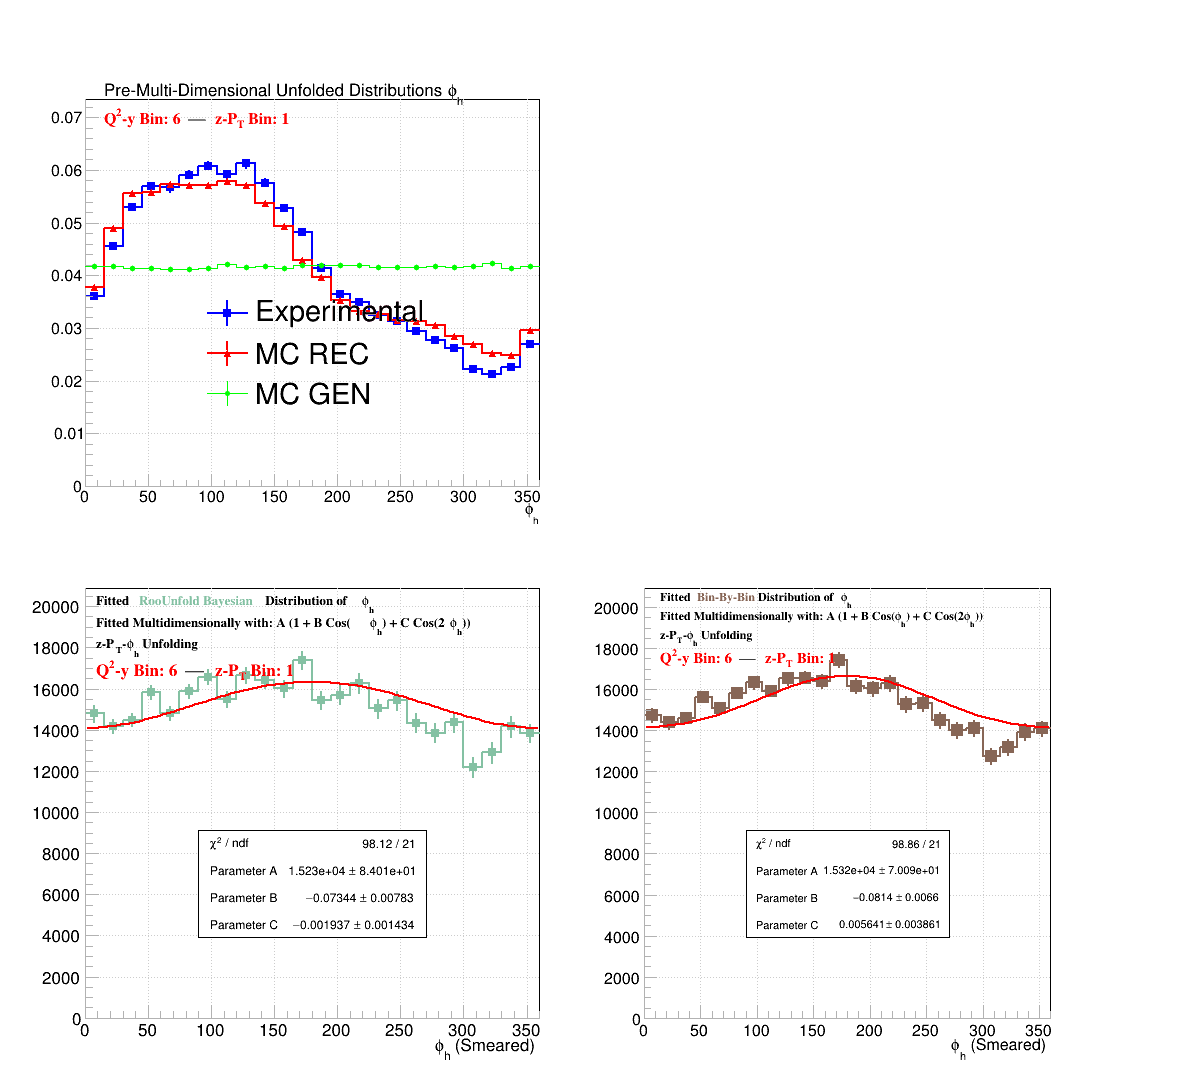 Pre-Multi-Dimensional Unfolded Distributions ϕh
Q2-y Bin: 6 — z-PT Bin: 1
0.07
0.06
0.05
0.04
0.03
0.02
0.01
0
Experimental
MC REC
MC GEN
0 50 100 150 200 250 300 350
ϕh
Fitted RooUnfold Bayesian Distribution of ϕh
Fitted Multidimensionally with: A (1 + B Cos( ϕh) + C Cos(2 ϕh))
z-PT-ϕh Unfolding
Q2-y Bin: 6 — z-PT Bin: 1
20000
18000
16000
14000
12000
10000
8000
6000
4000
2000
0
χ2 / ndf 98.12 / 21
Parameter A 1.523e+04 ± 8.401e+01
Parameter B −0.07344 ± 0.00783
Parameter C −0.001937 ± 0.001434
0 50 100 150 200 250 300 350
ϕh (Smeared)
Fitted Bin-By-Bin Distribution of ϕh
Fitted Multidimensionally with: A (1 + B Cos(ϕh) + C Cos(2ϕh))
z-PT-ϕh Unfolding
Q2-y Bin: 6 — z-PT Bin: 1
20000
18000
16000
14000
12000
10000
8000
6000
4000
2000
0
χ2 / ndf 98.86 / 21
Parameter A 1.532e+04 ± 7.009e+01
Parameter B −0.0814 ± 0.0066
Parameter C 0.005641 ± 0.003861
0 50 100 150 200 250 300 350
ϕh (Smeared)